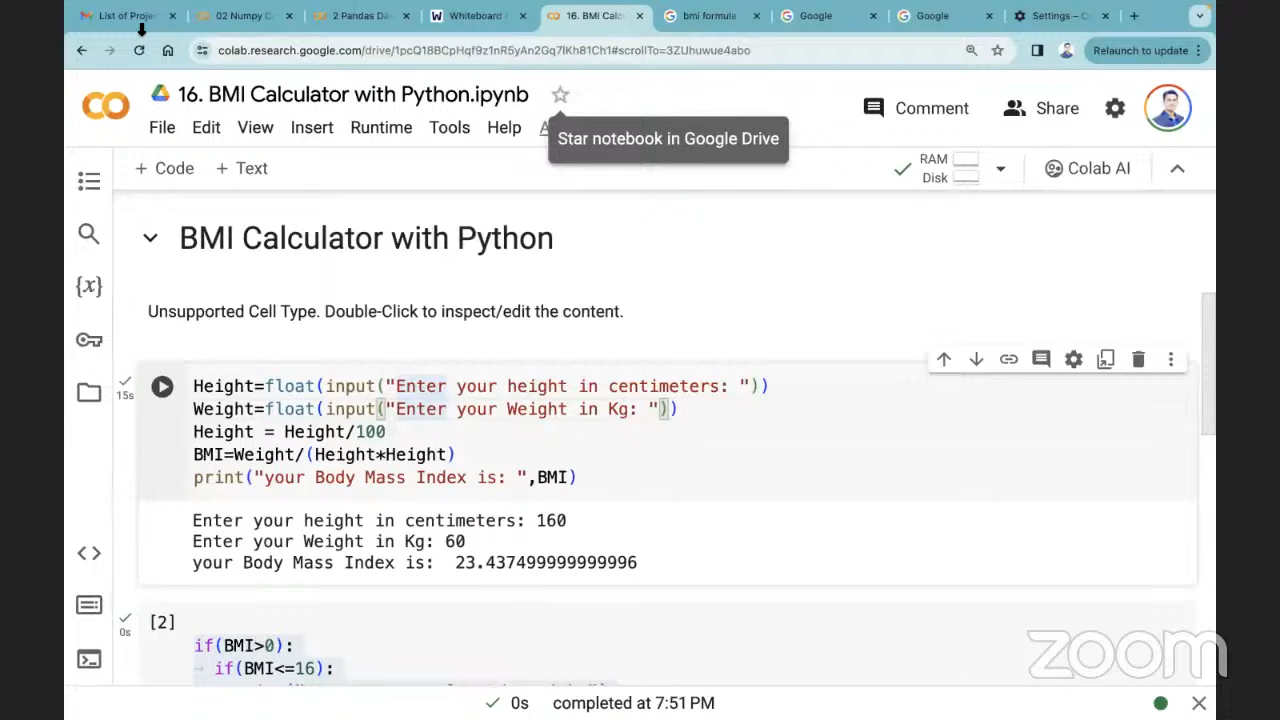 List of Proje
02 Numpy C
2 Pandas Da
Whiteboard
16. BMI Calc
bmi formule
Google
Google
Settings – C
colab.research.google.com/drive/1pcQ18BCpHqf9z1nR5yAn2Gq7lKh81Ch1#scrollTo=3ZUhuwue4abo
Relaunch to update
16. BMI Calculator with Python.ipynb
Comment
Share
File Edit View Insert Runtime Tools Help
Star notebook in Google Drive
+ Code + Text
RAM
Disk
Colab AI
BMI Calculator with Python
Unsupported Cell Type. Double-Click to inspect/edit the content.
15s
Height=float(input("Enter your height in centimeters: "))
Weight=float(input("Enter your Weight in Kg: "))
Height = Height/100
BMI=Weight/(Height*Height)
print("your Body Mass Index is: ",BMI)
Enter your height in centimeters: 160
Enter your Weight in Kg: 60
your Body Mass Index is:  23.437499999999996
0s
[2]
if(BMI>0):
if(BMI<=16):
zoom
0s completed at 7:51 PM